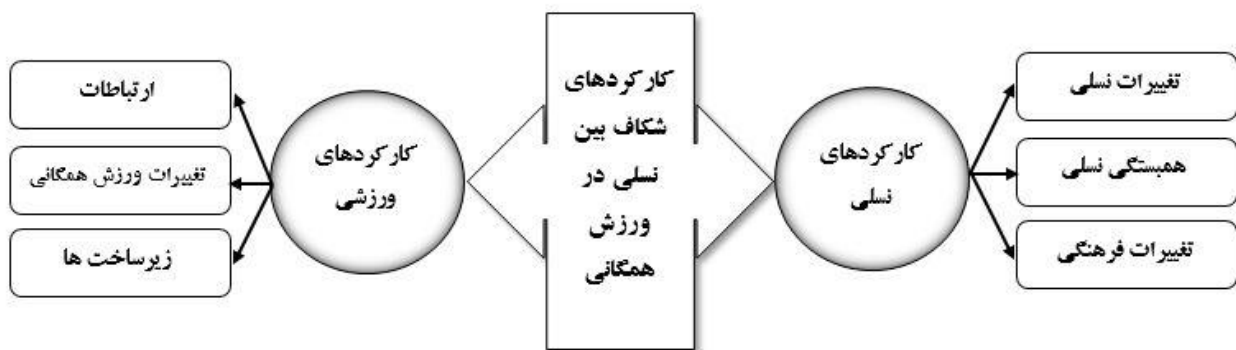 تغییرات نسلی
همبستگی نسلی
تغییرات فرهنگی
کارکردهای
نسلی
کارکردهای
شکاف بین
نسلی در
ورزش
همگانی
کارکردهای
ورزشی
ارتباطات
تغییرات ورزش همگانی
زیرساخت ها